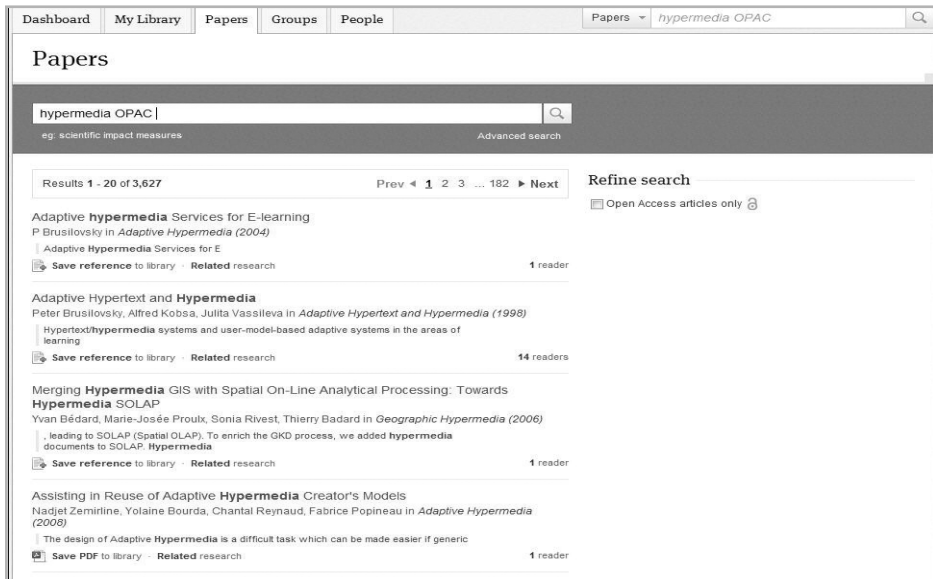 Dashboard My Library Papers Groups People Papers hypermedia OPAC
Papers
hypermedia OPAC
eg: scientific impact measures Advanced search
Results 1 - 20 of 3,627 Prev 1 2 3 ... 182 Next
Refine search
Open Access articles only
Adaptive hypermedia Services for E-learning
P Brusilovsky in Adaptive Hypermedia (2004)
Adaptive Hypermedia Services for E
Save reference to library · Related research 1 reader
Adaptive Hypertext and Hypermedia
Peter Brusilovsky, Alfred Kobsa, Julita Vassileva in Adaptive Hypertext and Hypermedia (1998)
Hypertext/hypermedia systems and user-model-based adaptive systems in the areas of
learning
Save reference to library · Related research 14 readers
Merging Hypermedia GIS with Spatial On-Line Analytical Processing: Towards
Hypermedia SOLAP
Yvan Bédard, Marie-Josée Proulx, Sonia Rivest, Thierry Badard in Geographic Hypermedia (2006)
, leading to SOLAP (Spatial OLAP). To enrich the GKD process, we added hypermedia
documents to SOLAP. Hypermedia
Save reference to library · Related research 1 reader
Assisting in Reuse of Adaptive Hypermedia Creator's Models
Nadjet Zemirline, Yolaine Bourda, Chantal Reynaud, Fabrice Popineau in Adaptive Hypermedia
(2008)
The design of Adaptive Hypermedia is a difficult task which can be made easier if generic
Save PDF to library · Related research 1 reader